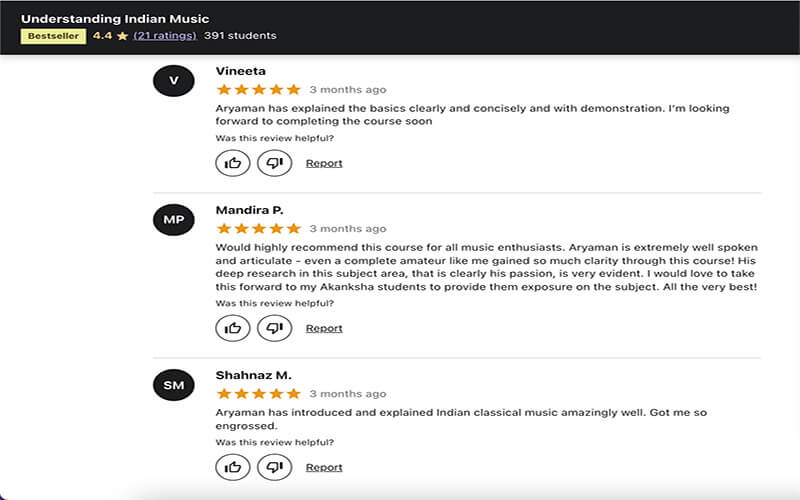 Understanding Indian Music
Bestseller 4.4 (21 ratings) 391 students
V
Vineeta
3 months ago
Aryaman has explained the basics clearly and concisely and with demonstration. I'm looking
forward to completing the course soon
Was this review helpful?
Report
MP
Mandira P.
3 months ago
Would highly recommend this course for all music enthusiasts. Aryaman is extremely well spoken
and articulate - even a complete amateur like me gained so much clarity through this course! His
deep research in this subject area, that is clearly his passion, is very evident. I would love to take
this forward to my Akanksha students to provide them exposure on the subject. All the very best!
Was this review helpful?
Report
SM
Shahnaz M.
3 months ago
Aryaman has introduced and explained Indian classical music amazingly well. Got me so
engrossed.
Was this review helpful?
Report